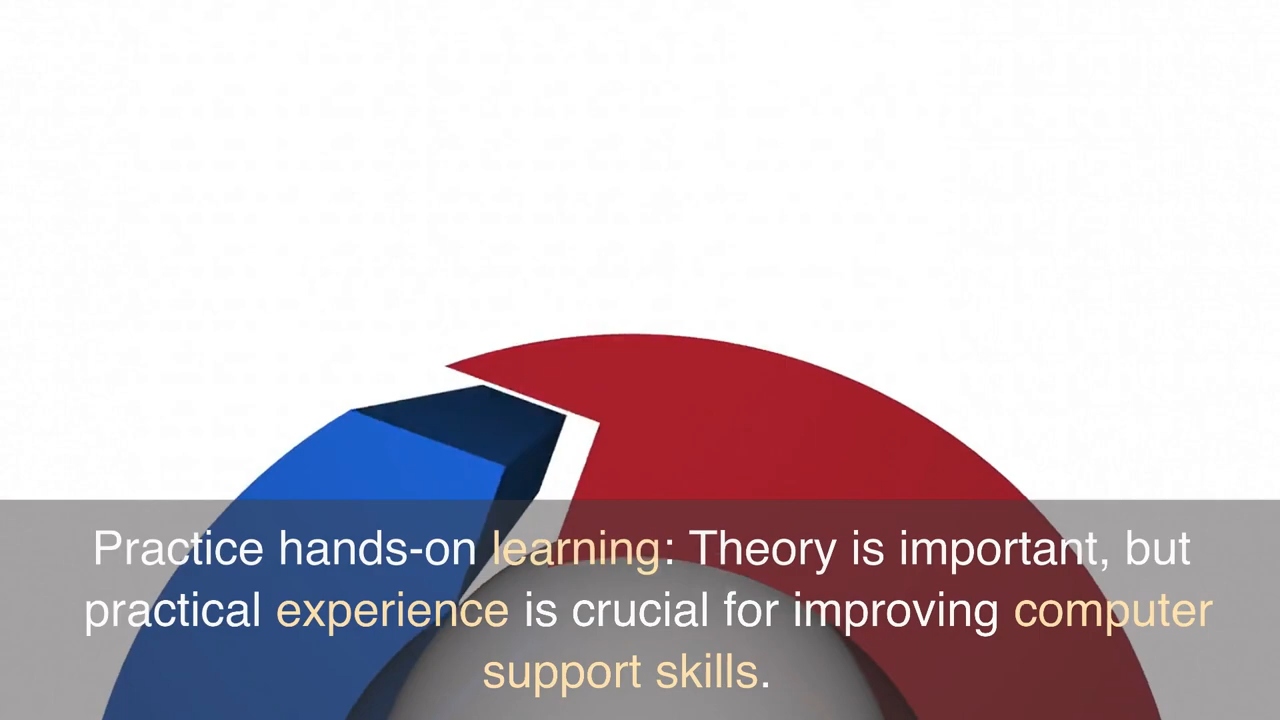 Practice hands-on learning: Theory is important, but
practical experience is crucial for improving computer
support skills.